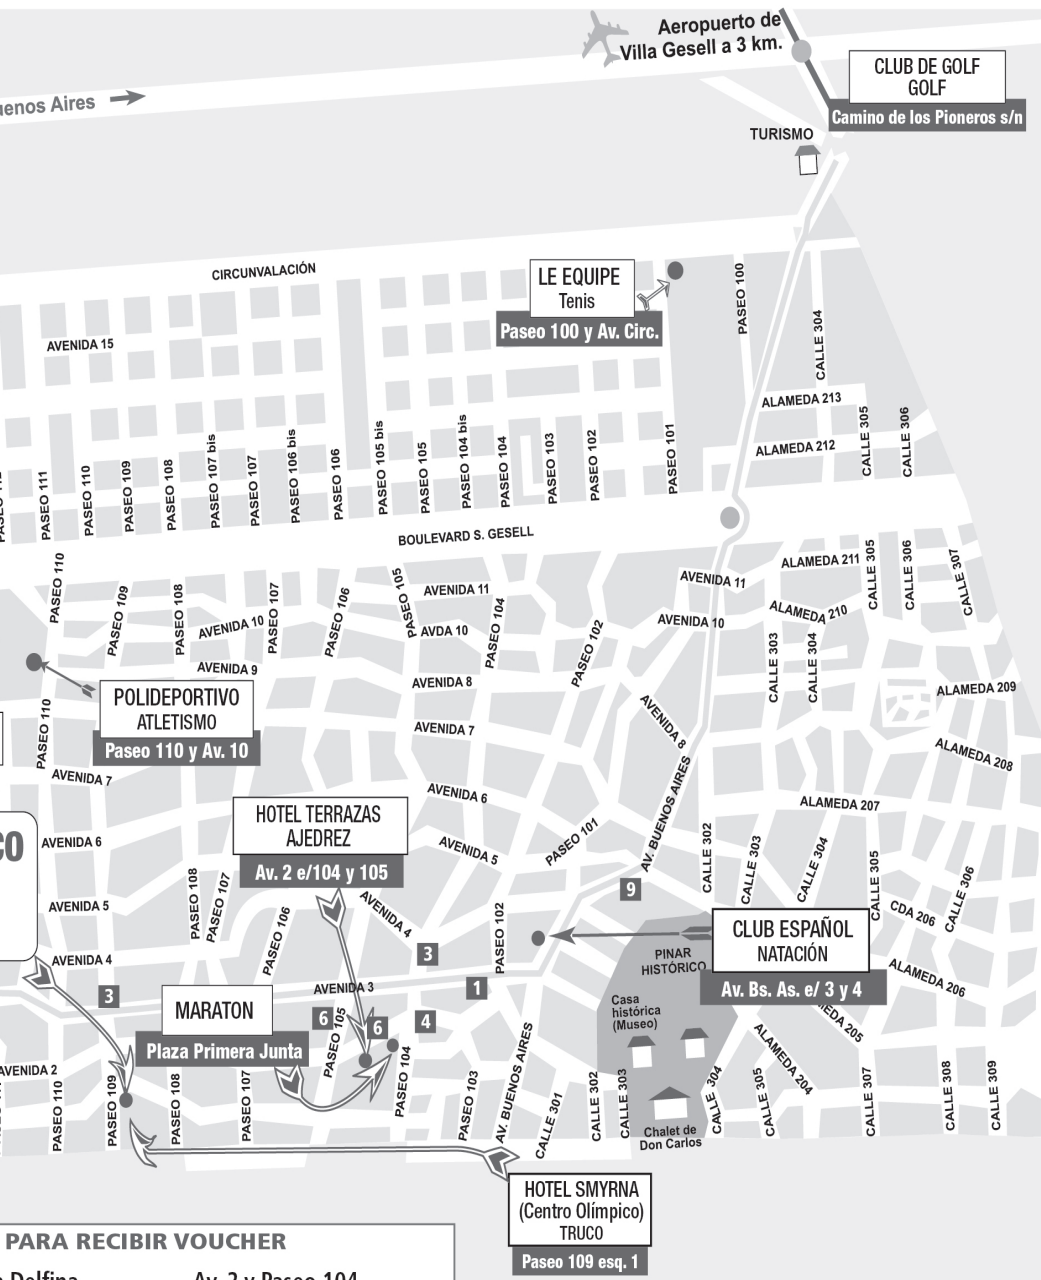 Aeropuerto de
Villa Gesell a 3 km.
CLUB DE GOLF
GOLF
Camino de los Pioneros s/n
Buenos Aires
TURISMO
CIRCUNVALACIÓN
LE EQUIPE
Tenis
Paseo 100 y Av. Circ.
PASEO 100
CALLE 304
AVENIDA 15
ALAMEDA 213
ALAMEDA 212
CALLE 305
CALLE 306
PASEO 111
PASEO 110
PASEO 109
PASEO 108
PASEO 107 bis
PASEO 107
PASEO 106 bis
PASEO 106
PASEO 105 bis
PASEO 105
PASEO 104 bis
PASEO 104
PASEO 103
PASEO 102
PASEO 101
BOULEVARD S. GESELL
PASEO 110
PASEO 109
PASEO 108
PASEO 107
PASEO 106
PASEO 105
PASEO 104
PASEO 102
AVENIDA 11
AVENIDA 11
ALAMEDA 211
CALLE 305
CALLE 306
CALLE 307
AVENIDA 10
AVDA 10
AVENIDA 10
ALAMEDA 210
CALLE 303
CALLE 304
AVENIDA 9
AVENIDA 8
AVENIDA 8
ALAMEDA 209
POLIDEPORTIVO
ATLETISMO
Paseo 110 y Av. 10
PASEO 110
AVENIDA 7
AVENIDA 7
ALAMEDA 208
AV. BUENOS AIRES
AVENIDA 6
ALAMEDA 207
HOTEL TERRAZAS
AJEDREZ
Av. 2 e/104 y 105
CO
AVENIDA 6
AVENIDA 5
PASEO 101
CALLE 302
CALLE 303
CALLE 304
CALLE 305
CALLE 306
9
PASEO 108
PASEO 107
PASEO 106
AVENIDA 5
AVENIDA 4
PASEO 102
CDA 206
CLUB ESPAÑOL
NATACIÓN
Av. Bs. As. e/ 3 y 4
PINAR
HISTÓRICO
AVENIDA 4
3
3
1
AVENIDA 3
ALAMEDA 206
MARATON
Plaza Primera Junta
6
6
4
PASEO 105
Casa
histórica
(Museo)
ALAMEDA 204
AVENIDA 2
PASEO 110
PASEO 109
PASEO 108
PASEO 107
PASEO 104
PASEO 103
AV. BUENOS AIRES
CALLE 301
CALLE 302
CALLE 303
CALLE 304
CALLE 305
CALLE 307
CALLE 308
CALLE 309
Chalet de
Don Carlos
HOTEL SMYRNA
(Centro Olímpico)
TRUCO
Paseo 109 esq. 1
PARA RECIBIR VOUCHER
Delfina
Av. 2 y Paseo 104